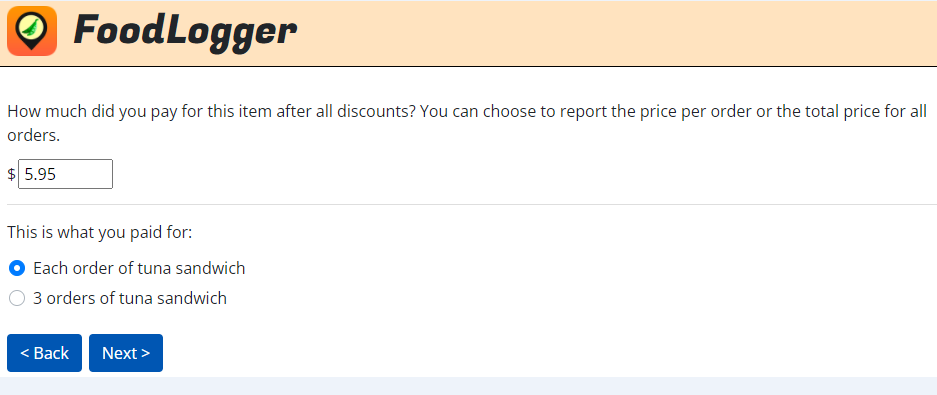 FoodLogger
How much did you pay for this item after all discounts? You can choose to report the price per order or the total price for all
orders.
$ 5.95
This is what you paid for:
Each order of tuna sandwich
3 orders of tuna sandwich
< Back Next >